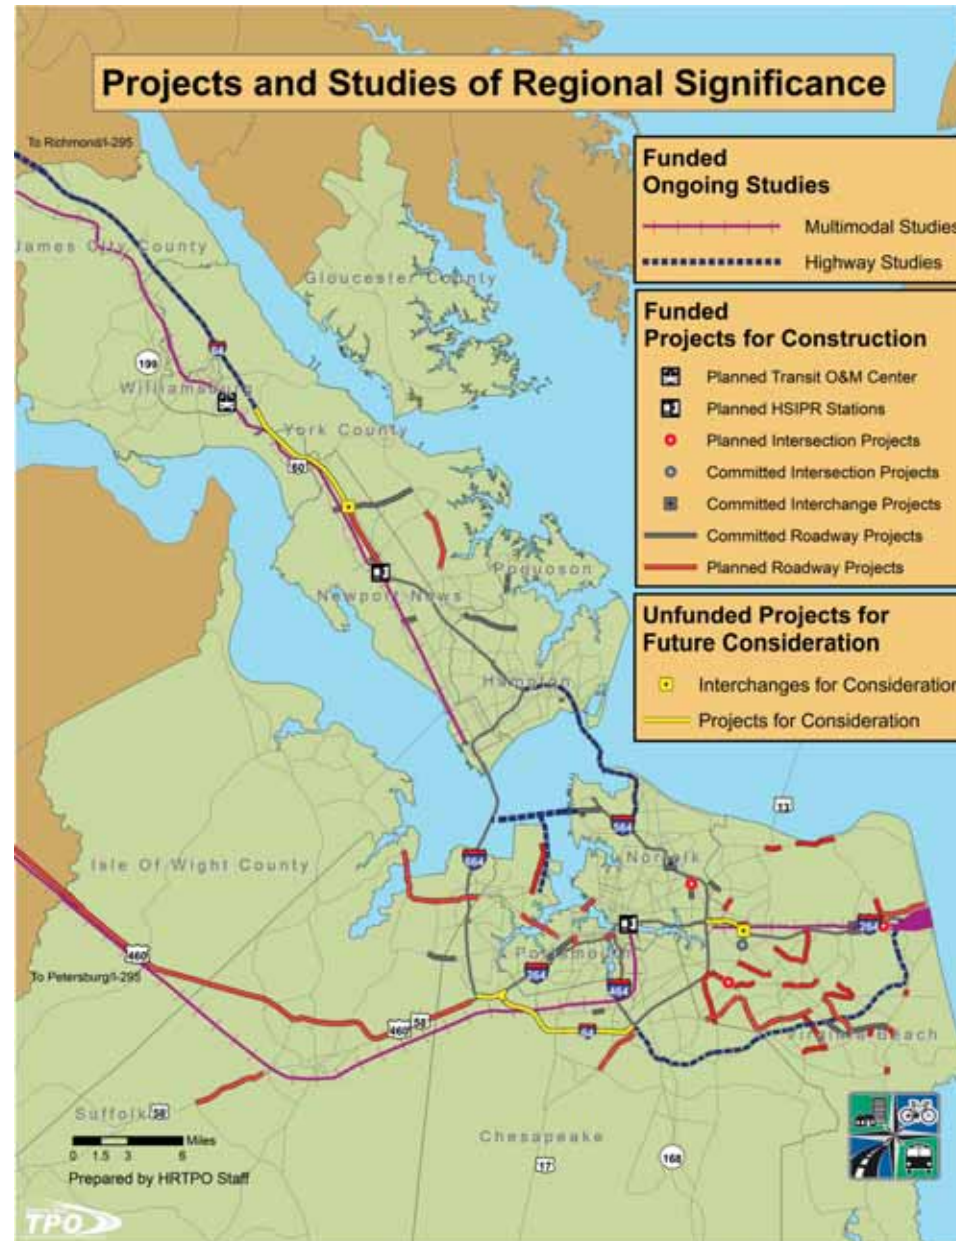 Projects and Studies of Regional Significance
To Richmond/I-295
Funded
Ongoing Studies
Multimodal Studies
Highway Studies
James City County
Gloucester County
Funded
Projects for Construction
Planned Transit O&M Center
Planned HSIPR Stations
Planned Intersection Projects
Committed Intersection Projects
Committed Interchange Projects
Committed Roadway Projects
Planned Roadway Projects
64
199
Williamsburg
York County
60
Poquoson
Newport News
Unfunded Projects for
Future Consideration
Interchanges for Consideration
Projects for Consideration
Hampton
13
564
664
Norfolk
Isle Of Wight County
264
460
Portsmouth
To Petersburg/I-295
264
464
58
460
64
Virginia Beach
Suffolk
58
Chesapeake
17
168
Miles
0 1.5 3 6
Prepared by HRTPO Staff
TPO